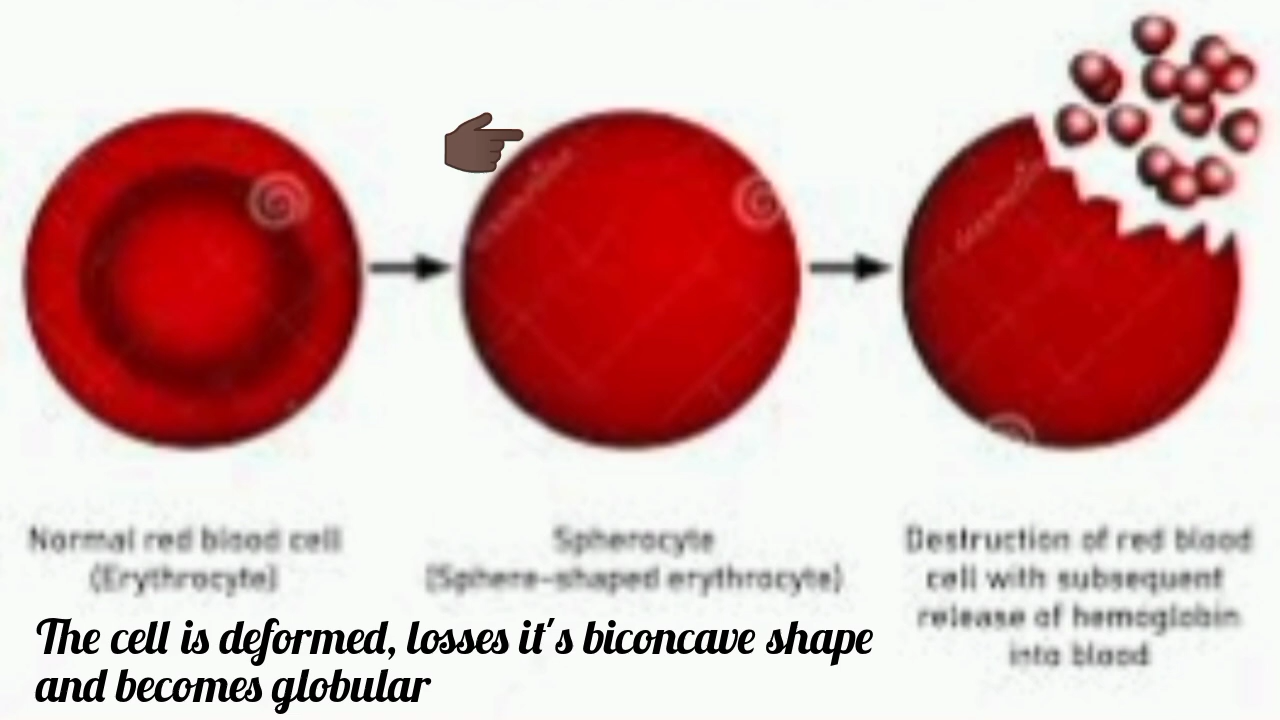 Normal red blood cell
(Erythrocyte)
Spherocyte
(Sphere-shaped erythrocyte)
Destruction of red blood
cell with subsequent
release of hemoglobin
into blood
The cell is deformed, losses it's biconcave shape
and becomes globular